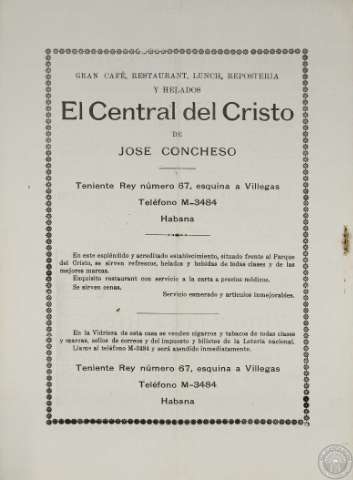 GRAN CAFÉ, RESTAURANT, LUNCH, REPOSTERIA
Y HELADOS
El Central del Cristo
DE
JOSE CONCHESO
Teniente Rey número 67, esquina a Villegas
Teléfono M-3484
Habana
En este espléndido y acreditado establecimiento, situado frente al Parque
del Cristo, se sirven refrescos, helados y bebidas de todas clases y de las
mejores marcas.
Exquisito restaurant con servicio a la carta a precios módicos.
Se sirven cenas.
Servicio esmerado y artículos inmejorables.
En la Vidriera de esta casa se venden cigarros y tabacos de todas clases
y marcas, sellos de correos y del impuesto y billetes de la Lotería nacional.
Llame al teléfono M-3484 y será atendido inmediatamente.
Teniente Rey número 67, esquina a Villegas
Teléfono M-3484
Habana